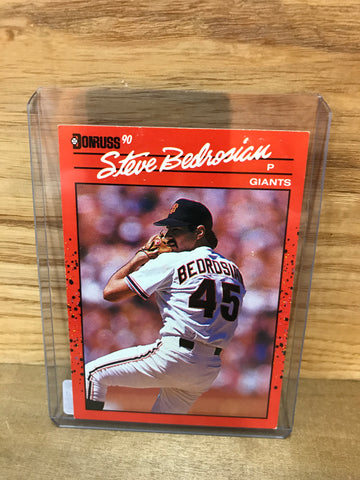 DONRUSS '90
Steve Bedrosian
P
GIANTS
BEDROSIAN
45